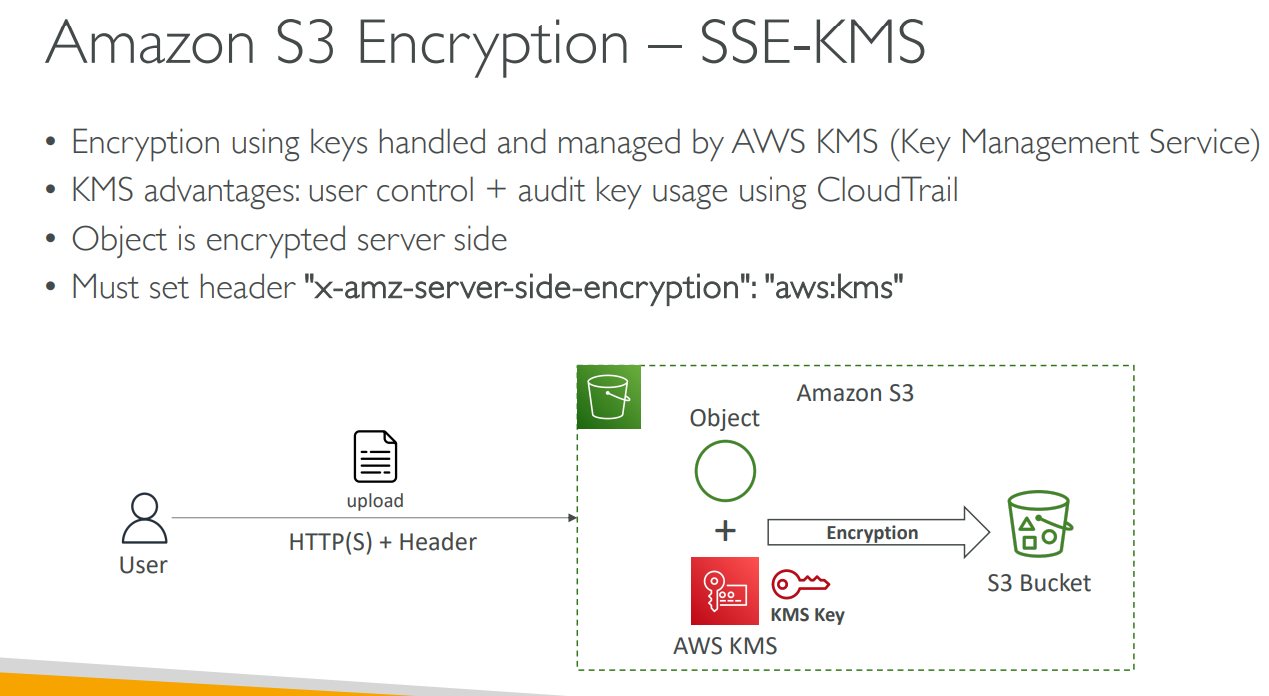 Amazon S3 Encryption – SSE-KMS
• Encryption using keys handled and managed by AWS KMS (Key Management Service)
• KMS advantages: user control + audit key usage using CloudTrail
• Object is encrypted server side
• Must set header "x-amz-server-side-encryption": "aws:kms"
Amazon S3
Object
upload
HTTP(S) + Header
User
+
Encryption
KMS Key
AWS KMS
S3 Bucket